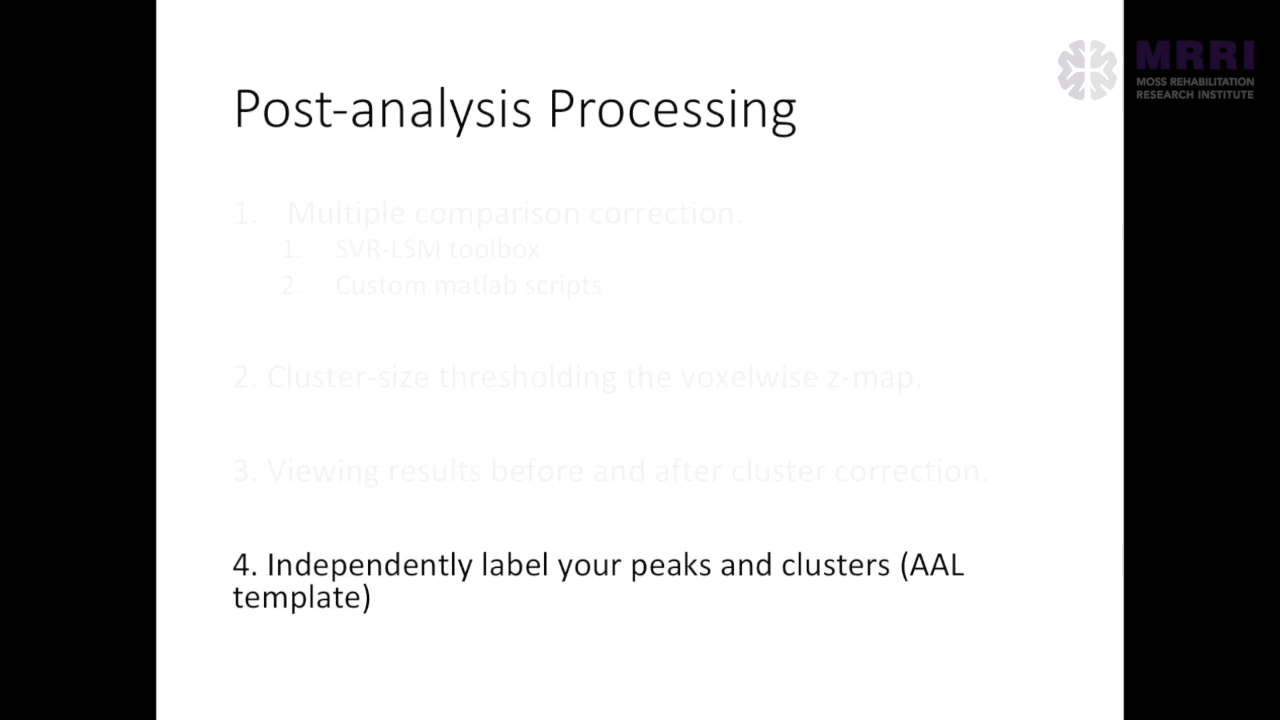 MRRI
MOSS REHABILITATION
RESEARCH INSTITUTE
Post-analysis Processing
1. Multiple comparison correction.
1. SVR-LSM toolbox
2. Custom matlab scripts
2. Cluster-size thresholding the voxelwise z-map.
3. Viewing results before and after cluster correction.
4. Independently label your peaks and clusters (AAL
template)